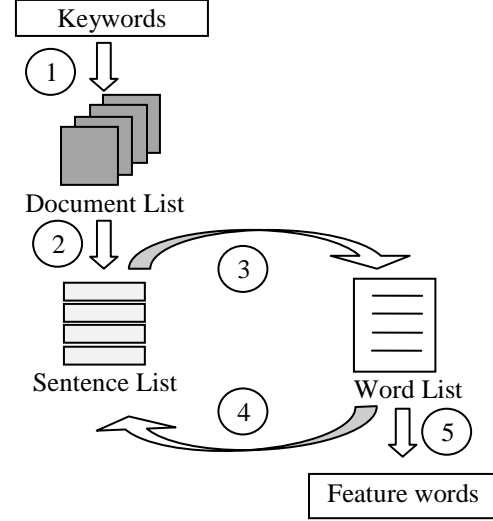 Keywords
1
Document List
2
3
Sentence List
Word List
4
5
Feature words